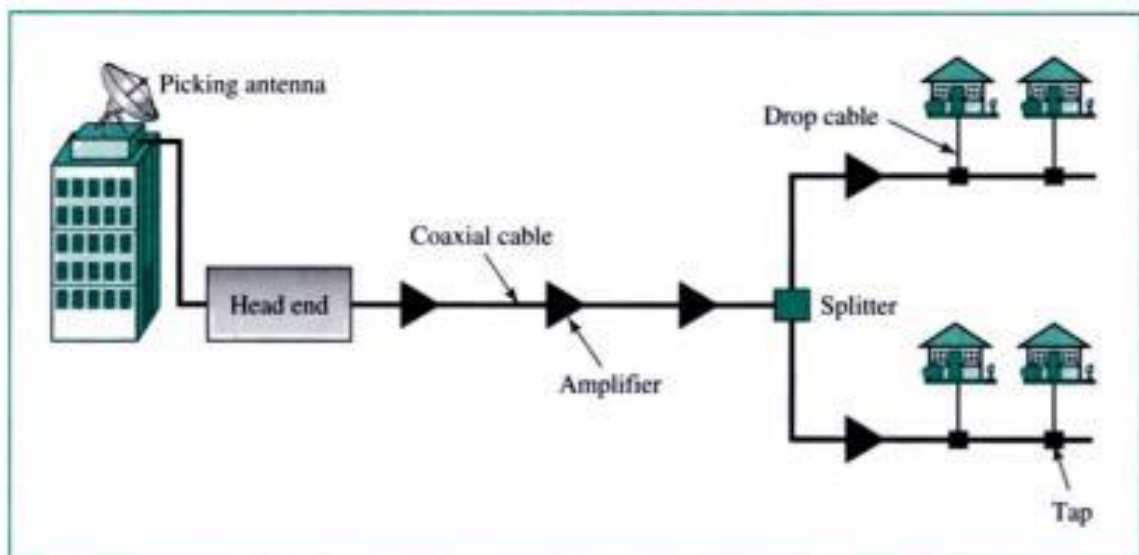 Picking antenna
Drop cable
Coaxial cable
Head end
Splitter
Amplifier
Tap